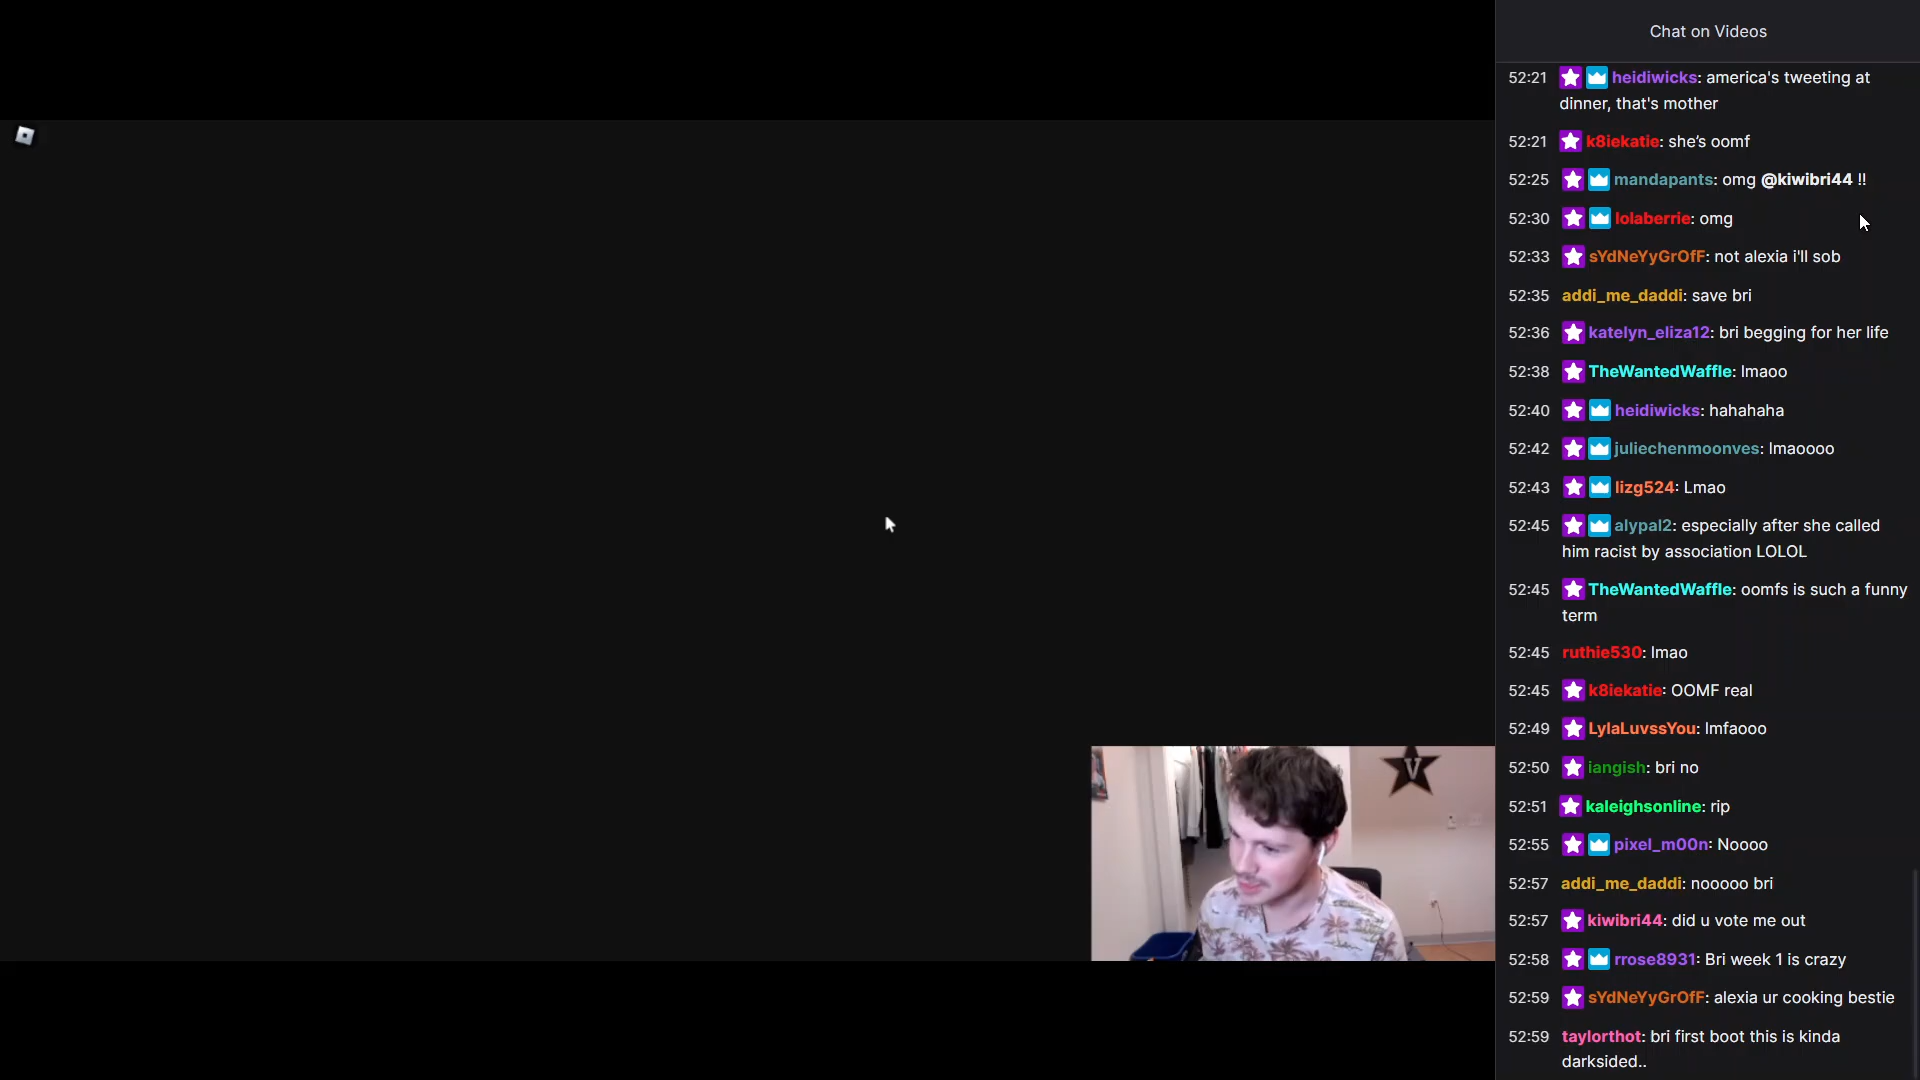 Chat on Videos
52:21 heidiwicks: america's tweeting at
dinner, that's mother
52:21 k8iekatie: she's oomf
52:25 mandapants: omg @kiwibri44 !!
52:30 lolaberrie: omg
52:33 sYdNeYyGrOfF: not alexia i'll sob
52:35 addi_me_daddi: save bri
52:36 katelyn_eliza12: bri begging for her life
52:38 TheWantedWaffle: lmaoo
52:40 heidiwicks: hahahaha
52:42 juliechenmoonves: lmaoooo
52:43 lizg524: Lmao
52:45 alypal2: especially after she called
him racist by association LOLOL
52:45 TheWantedWaffle: oomfs is such a funny
term
52:45 ruthie530: lmao
52:45 k8iekatie: OOMF real
52:49 LylaLuvssYou: lmfaooo
52:50 iangish: bri no
52:51 kaleighsonline: rip
52:55 pixel_m00n: Noooo
52:57 addi_me_daddi: nooooo bri
52:57 kiwibri44: did u vote me out
52:58 rrose8931: Bri week 1 is crazy
52:59 sYdNeYyGrOfF: alexia ur cooking bestie
52:59 taylorthot: bri first boot this is kinda
darksided..
V